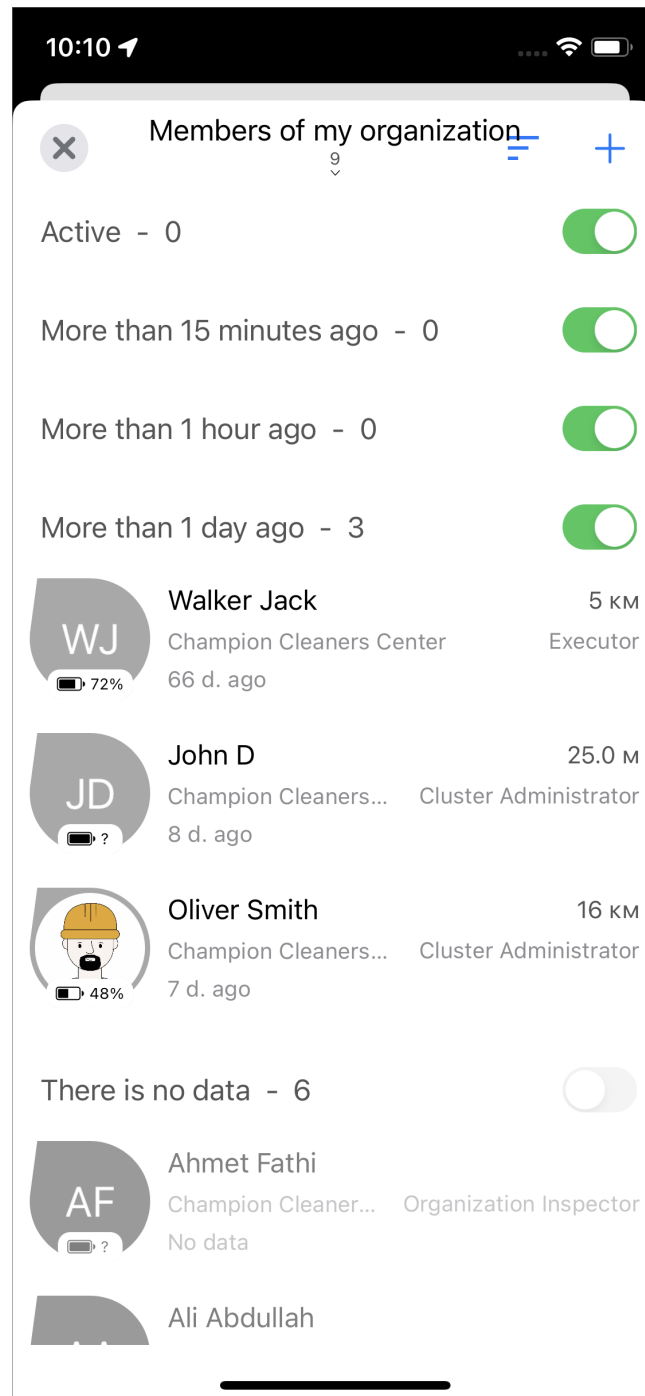 10:10
Members of my organization
9
Active - 0
More than 15 minutes ago - 0
More than 1 hour ago - 0
More than 1 day ago - 3
WJ
72%
Walker Jack
5 км
Champion Cleaners Center
Executor
66 d. ago
JD
?
John D
25.0 м
Champion Cleaners...
Cluster Administrator
8 d. ago
48%
Oliver Smith
16 км
Champion Cleaners...
Cluster Administrator
7 d. ago
There is no data - 6
AF
?
Ahmet Fathi
Champion Cleaner...
Organization Inspector
No data
Ali Abdullah